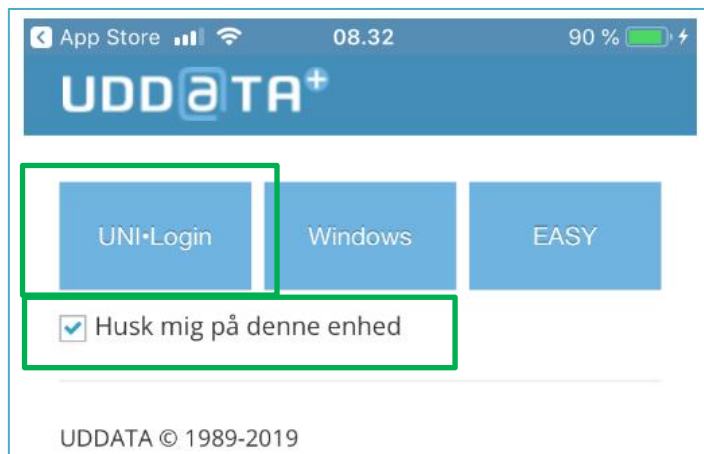 App Store 08.32 90 %
UDD@TA+
UNI•Login Windows EASY
Husk mig på denne enhed
UDDATA © 1989-2019